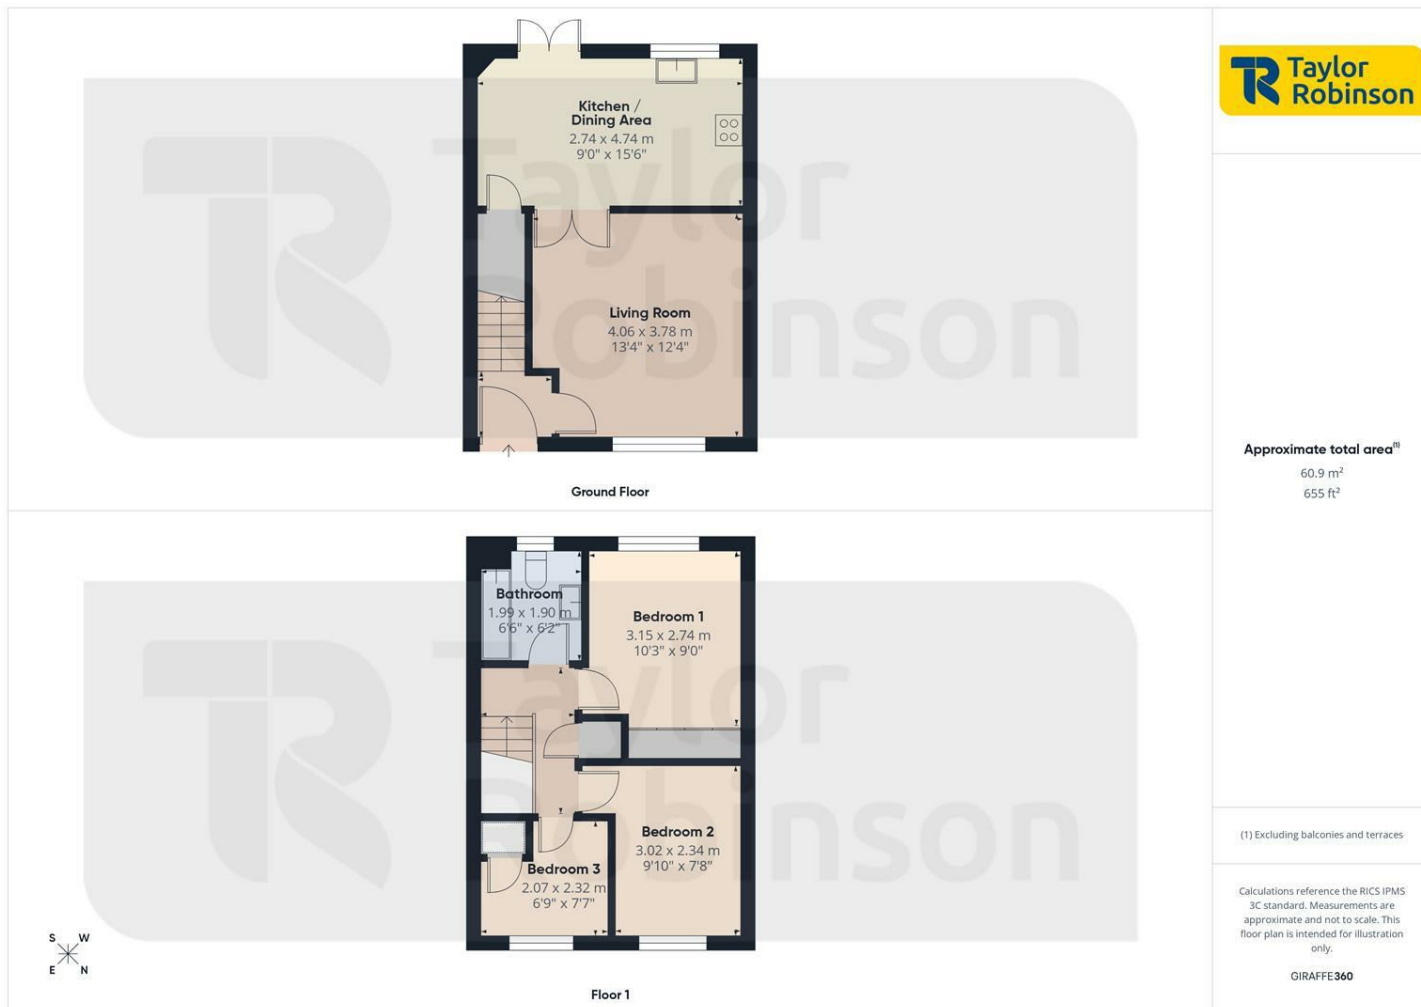 Taylor
Robinson
Kitchen /
Dining Area
2.74 x 4.74 m
9'0" x 15'6"
Living Room
4.06 x 3.78 m
13'4" x 12'4"
Ground Floor
Taylor
Robinson
Approximate total area(1)
60.9 m²
655 ft²
Taylor
Robinson
Bathroom
1.99 x 1.90 m
6'6" x 6'2"
Bedroom 1
3.15 x 2.74 m
10'3" x 9'0"
Bedroom 2
3.02 x 2.34 m
9'10" x 7'8"
Bedroom 3
2.07 x 2.32 m
6'9" x 7'7"
S W
E N
Floor 1
(1) Excluding balconies and terraces
Calculations reference the RICS IPMS
3C standard. Measurements are
approximate and not to scale. This
floor plan is intended for illustration
only.
GIRAFFE360